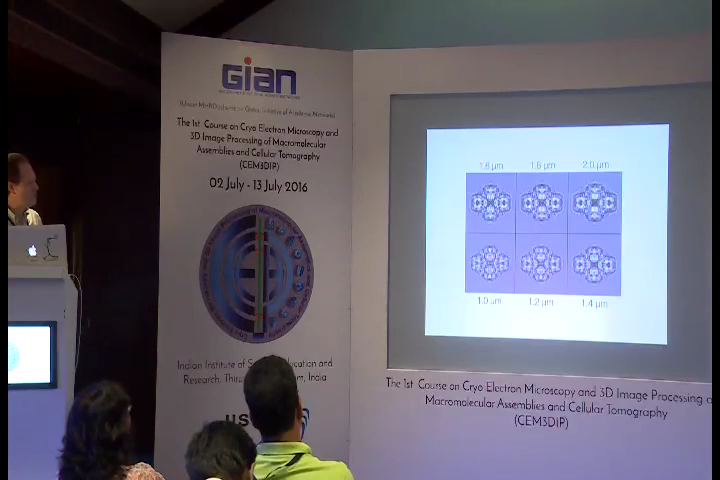 GIAN
The 1st Course on Cryo Electron Microscopy and
3D Image Processing of Macromolecular
Assemblies and Cellular Tomography
(CEM3DIP)
02 July - 13 July 2016
Indian Institute of Education and
Research, India
1.6 µm 1.8 µm 2.0 µm
1.0 µm 1.2 µm 1.4 µm
The 1st Course on Cryo Electron Microscopy and 3D Image Processing
Macromolecular Assemblies and Cellular Tomography
(CEM3DIP)